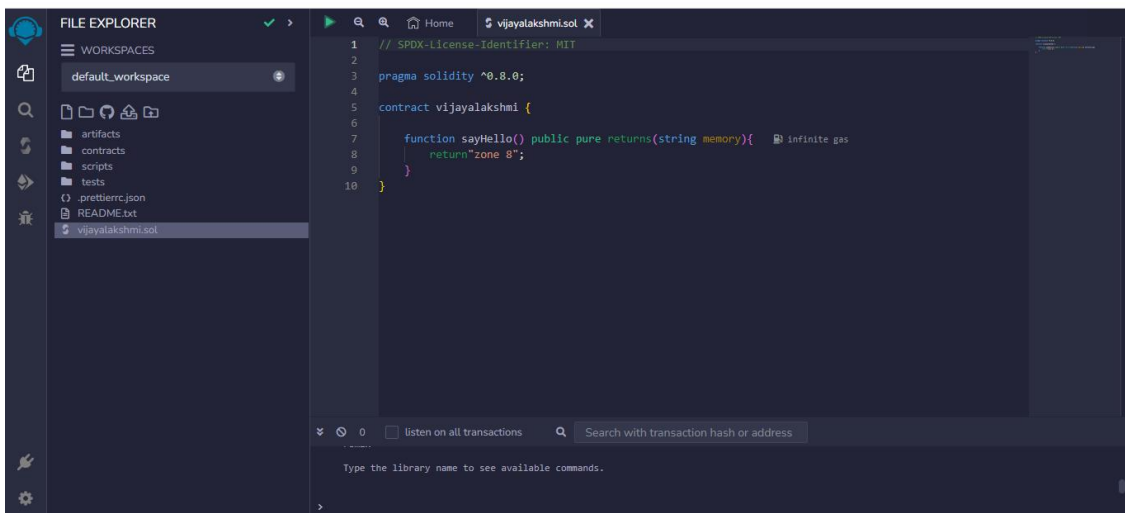 FILE EXPLORER
WORKSPACES
default_workspace
artifacts
contracts
scripts
tests
.prettierrc.json
README.txt
vijayalakshmi.sol
Home
vijayalakshmi.sol
1 // SPDX-License-Identifier: MIT
2
3 pragma solidity ^0.8.0;
4
5 contract vijayalakshmi {
6
7 function sayHello() public pure returns(string memory){ infinite gas
8 return"zone 8";
9 }
10 }
0 listen on all transactions Search with transaction hash or address
Type the library name to see available commands.
>